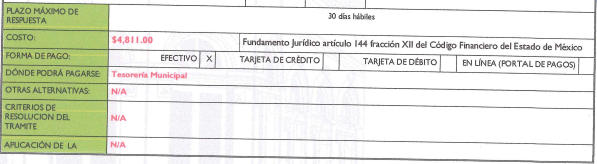 PLAZO MÁXIMO DE
RESPUESTA
30 días hábiles
COSTO:
$4,811.00
Fundamento Jurídico artículo 144 fracción XII del Código Financiero del Estado de México
FORMA DE PAGO:
EFECTIVO X TARJETA DE CRÉDITO TARJETA DE DÉBITO EN LÍNEA (PORTAL DE PAGOS)
DÓNDE PODRÁ PAGARSE:
Tesorería Municipal
OTRAS ALTERNATIVAS:
N/A
CRITERIOS DE
RESOLUCION DEL
TRAMITE
N/A
APLICACIÓN DE LA
N/A